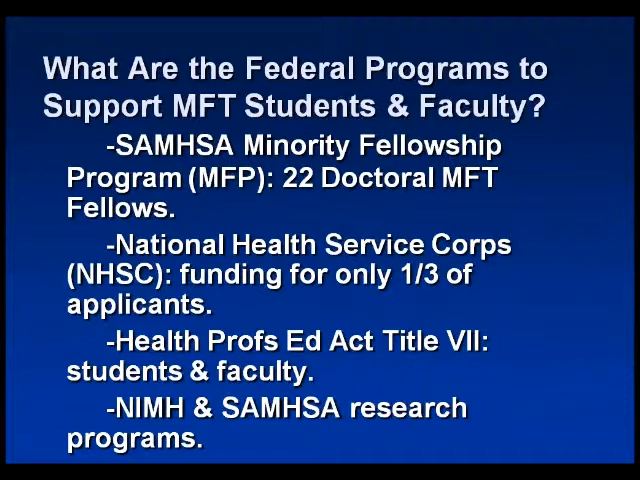 What Are the Federal Programs to
Support MFT Students & Faculty?
-SAMHSA Minority Fellowship
Program (MFP): 22 Doctoral MFT
Fellows.
-National Health Service Corps
(NHSC): funding for only 1/3 of
applicants.
-Health Profs Ed Act Title VII:
students & faculty.
-NIMH & SAMHSA research
programs.